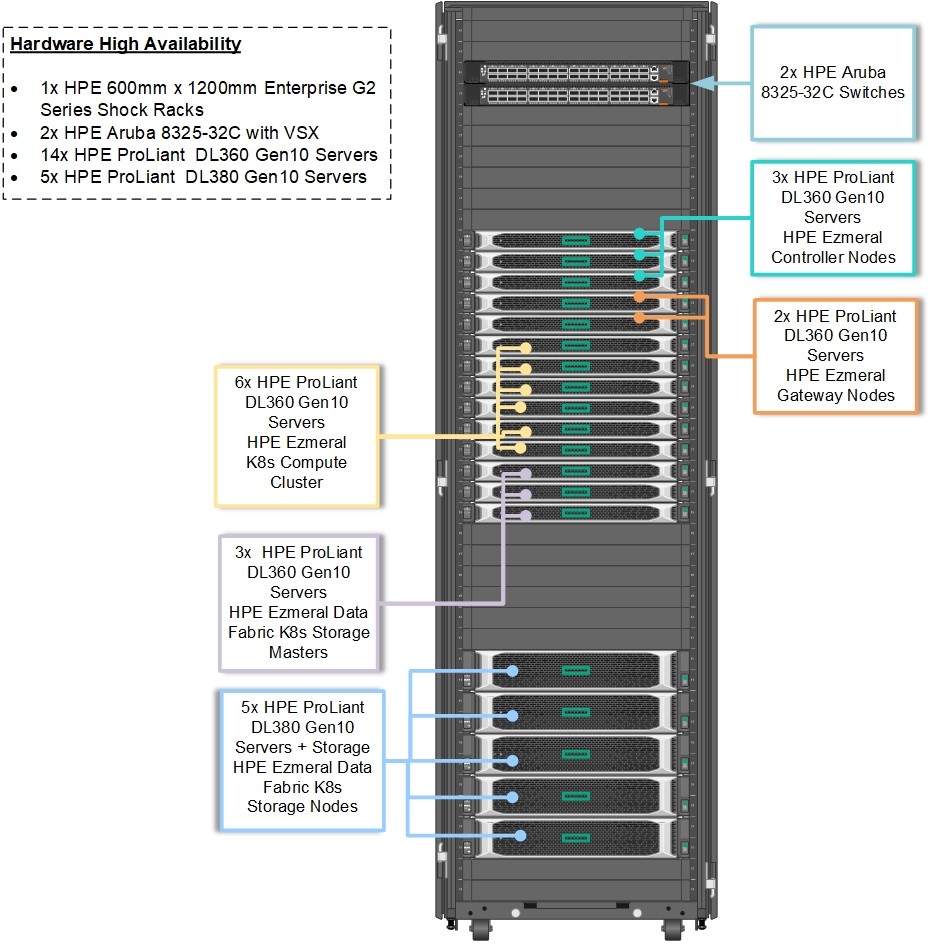 Hardware High Availability
• 1x HPE 600mm x 1200mm Enterprise G2
Series Shock Racks
• 2x HPE Aruba 8325-32C with VSX
• 14x HPE ProLiant DL360 Gen10 Servers
• 5x HPE ProLiant DL380 Gen10 Servers
2x HPE Aruba
8325-32C Switches
3x HPE ProLiant
DL360 Gen10
Servers
HPE Ezmeral
Controller Nodes
2x HPE ProLiant
DL360 Gen10
Servers
HPE Ezmeral
Gateway Nodes
6x HPE ProLiant
DL360 Gen10
Servers
HPE Ezmeral
K8s Compute
Cluster
3x HPE ProLiant
DL360 Gen10
Servers
HPE Ezmeral Data
Fabric K8s Storage
Masters
5x HPE ProLiant
DL380 Gen10
Servers + Storage
HPE Ezmeral Data
Fabric K8s
Storage Nodes